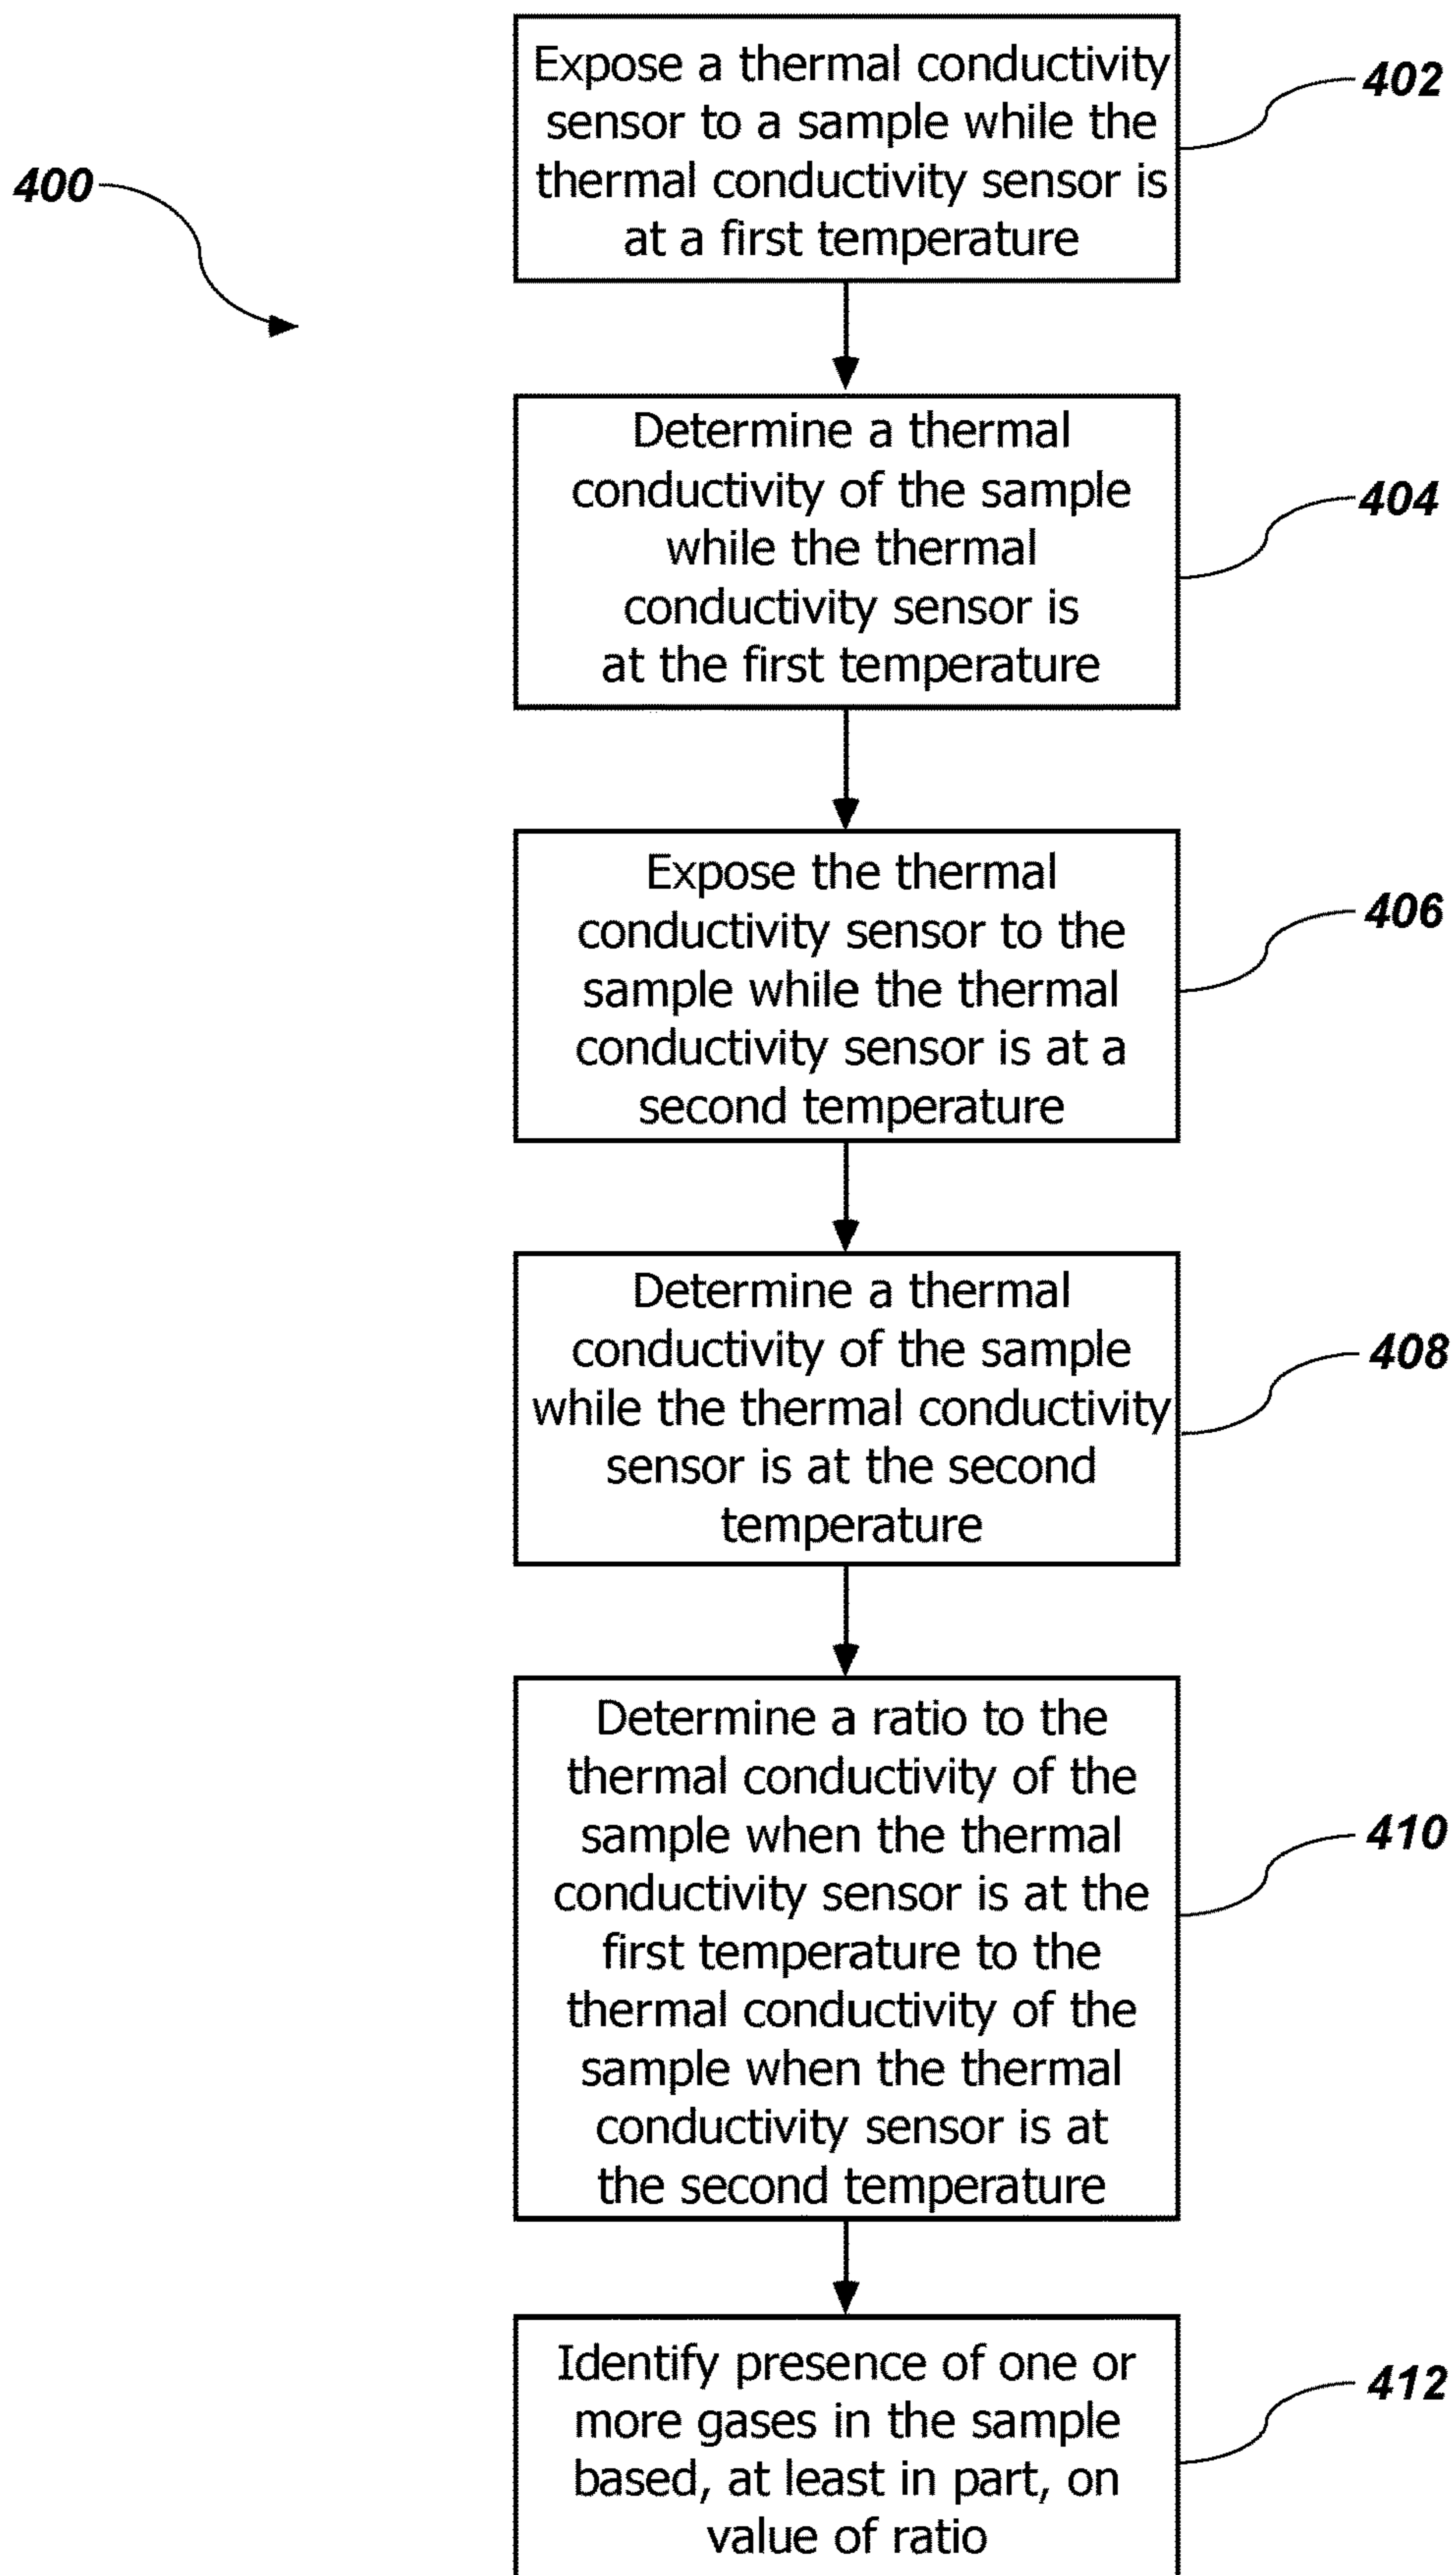 400
Expose a thermal conductivity
sensor to a sample while the
thermal conductivity sensor is
at a first temperature
402
Determine a thermal
conductivity of the sample
while the thermal
conductivity sensor is
at the first temperature
404
Expose the thermal
conductivity sensor to the
sample while the thermal
conductivity sensor is at a
second temperature
406
Determine a thermal
conductivity of the sample
while the thermal conductivity
sensor is at the second
temperature
408
Determine a ratio to the
thermal conductivity of the
sample when the thermal
conductivity sensor is at the
first temperature to the
thermal conductivity of the
sample when the thermal
conductivity sensor is at
the second temperature
410
Identify presence of one or
more gases in the sample
based, at least in part, on
value of ratio
412